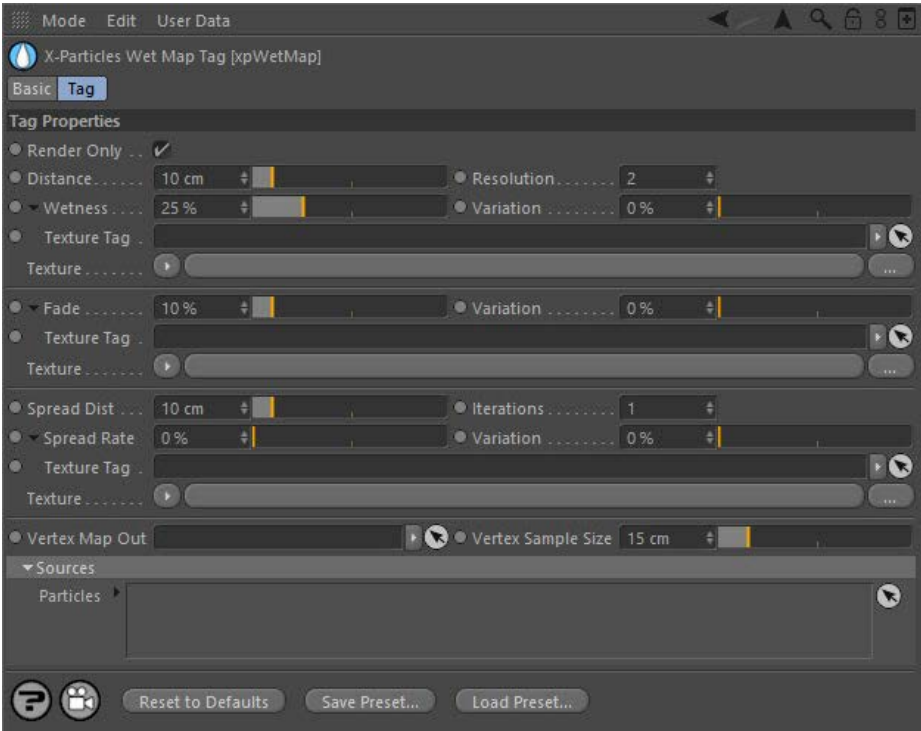 Mode Edit User Data
X-Particles Wet Map Tag [xpWetMap]
Basic Tag
Tag Properties
Render Only . .
Distance. . . . . . 10 cm Resolution. . . . . . . 2
Wetness . . . . 25 % Variation . . . . . . . . 0 %
Texture Tag .
Texture . . . . . . . ...
Fade . . . . . . . 10 % Variation . . . . . . . . 0 %
Texture Tag .
Texture . . . . . . . ...
Spread Dist . . . 10 cm Iterations . . . . . . . . 1
Spread Rate 0 % Variation . . . . . . . . 0 %
Texture Tag .
Texture . . . . . . . ...
Vertex Map Out Vertex Sample Size 15 cm
Sources
Particles
Reset to Defaults Save Preset... Load Preset...